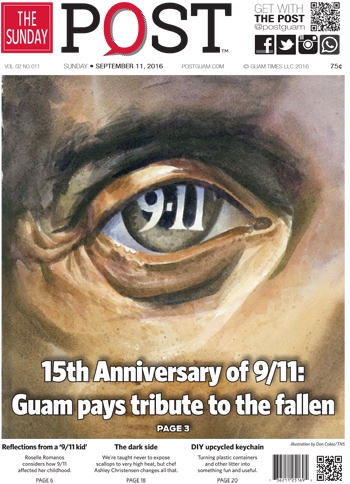 THE
SUNDAY
POST
TM
GET WITH
THE POST
@postguam
VOL 02 NO 011
SUNDAY • SEPTEMBER 11, 2016
POSTGUAM.COM
© GUAM TIMES LLC 2016
75¢
9-11
15th Anniversary of 9/11:
Guam pays tribute to the fallen
PAGE 3
Illustration by Don Coker/TNS
Reflections from a ‘9/11 kid’
Roselle Romanos
considers how 9/11
affected her childhood.
PAGE 6
The dark side
We're taught never to expose
scallops to very high heat, but chef
Ashley Christensen changes all that.
PAGE 18
DIY upcycled keychain
Turning plastic containers
and other litter into
something fun and useful.
PAGE 20